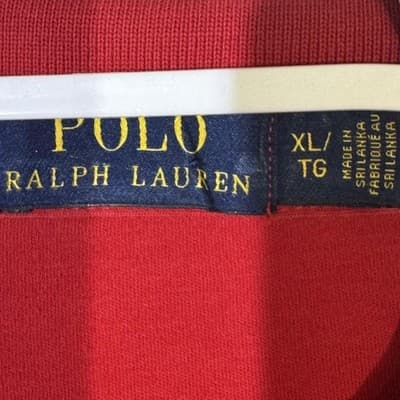 POLO
RALPH LAUREN
XL/
TG
MADE IN
SRI LANKA
FABRIQUÉ AU
SRI LANKA